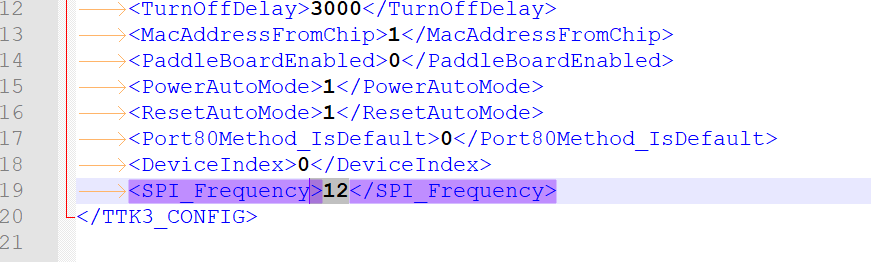 12 <TurnOffDelay>3000</TurnOffDelay>
13 <MacAddressFromChip>1</MacAddressFromChip>
14 <PaddleBoardEnabled>0</PaddleBoardEnabled>
15 <PowerAutoMode>1</PowerAutoMode>
16 <ResetAutoMode>1</ResetAutoMode>
17 <Port80Method_IsDefault>0</Port80Method_IsDefault>
18 <DeviceIndex>0</DeviceIndex>
19 <SPI_Frequency>12</SPI_Frequency>
20 </TTK3_CONFIG>
21